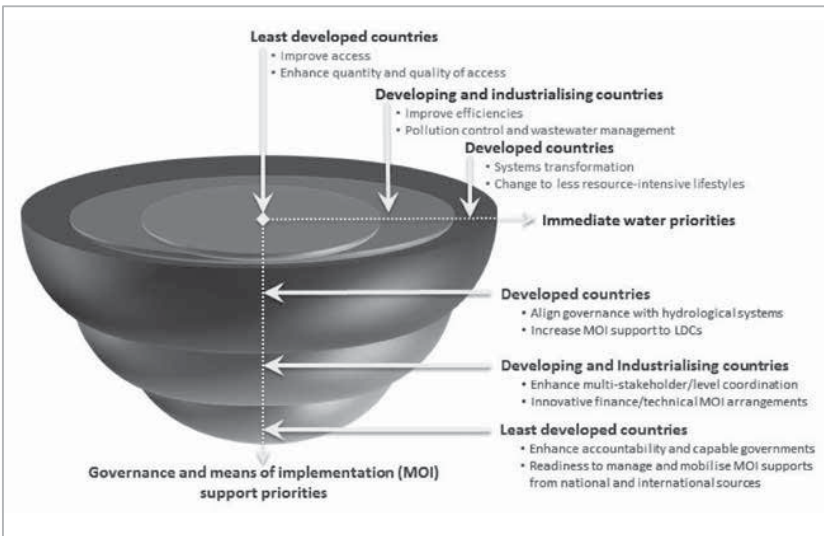 Least developed countries
• Improve access
• Enhance quantity and quality of access
Developing and industrialising countries
• Improve efficiencies
• Pollution control and wastewater management
Developed countries
• Systems transformation
• Change to less resource-intensive lifestyles
Immediate water priorities
Developed countries
• Align governance with hydrological systems
• Increase MOI support to LDCs
Developing and Industrialising countries
• Enhance multi-stakeholder/level coordination
• Innovative finance/technical MOI arrangements
Least developed countries
• Enhance accountability and capable governments
• Readiness to manage and mobilise MOI supports
from national and international sources
Governance and means of implementation (MOI)
support priorities